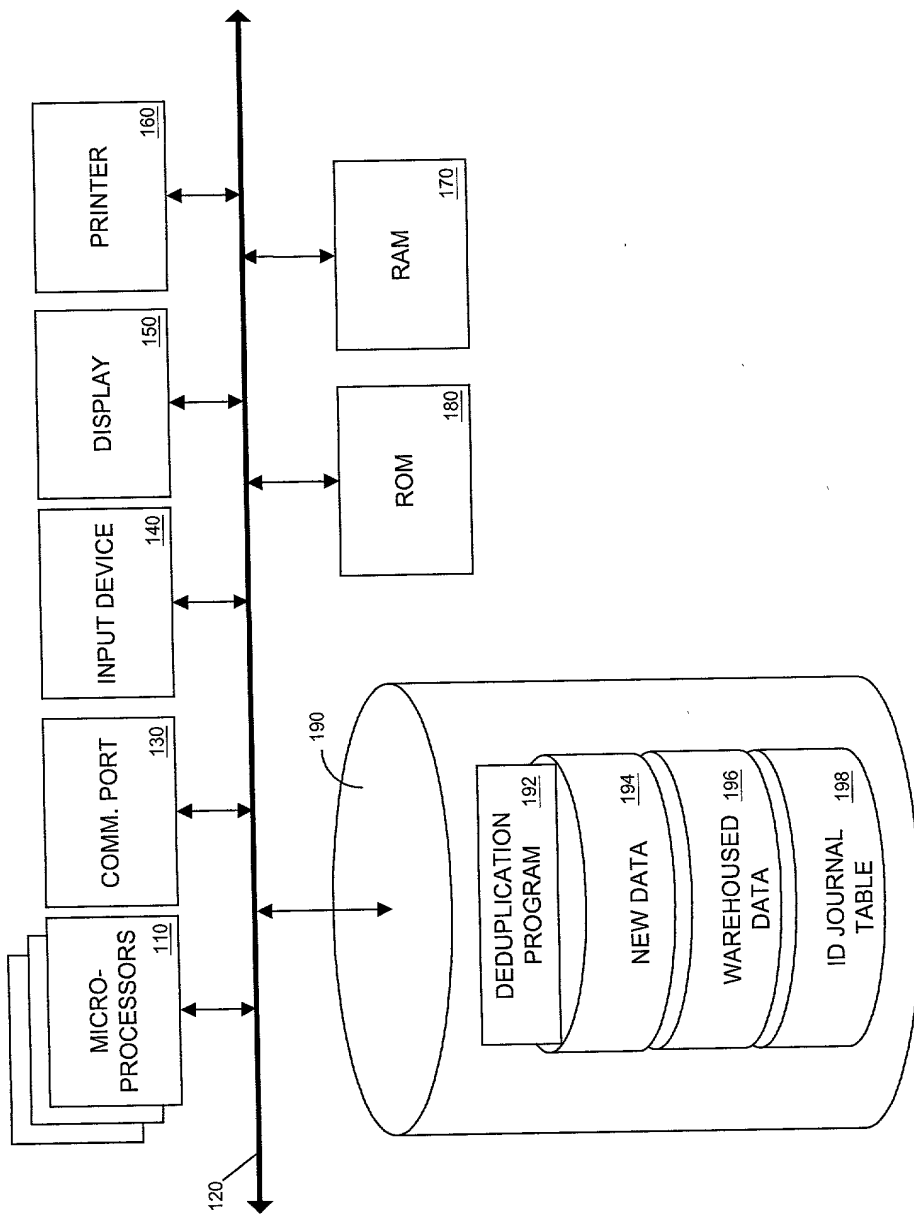 120
MICRO-
PROCESSORS
110
COMM. PORT
130
INPUT DEVICE
140
DISPLAY
150
PRINTER
160
190
DEDUPLICATION
PROGRAM
192
NEW DATA
194
WAREHOUSED
DATA
196
ID JOURNAL
TABLE
198
ROM
180
RAM
170